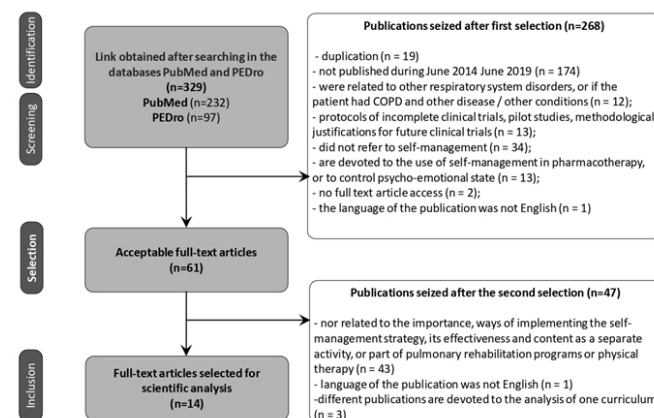 Identification
Screening
Selection
Inclusion
Link obtained after searching in the
databases PubMed and PEDro
(n=329)
PubMed (n=232)
PEDro (n=97)
Publications seized after first selection (n=268)
- duplication (n = 19)
- not published during June 2014 June 2019 (n = 174)
- were related to other respiratory system disorders, or if the
patient had COPD and other disease / other conditions (n = 12);
- protocols of incomplete clinical trials, pilot studies, methodological
justifications for future clinical trials (n = 13);
- did not refer to self-management (n = 34);
- are devoted to the use of self-management in pharmacotherapy,
or to control psycho-emotional state (n = 13);
- no full text article access (n = 2);
- the language of the publication was not English (n = 1)
Acceptable full-text articles
(n=61)
Publications seized after the second selection (n=47)
- nor related to the importance, ways of implementing the self-
management strategy, its effectiveness and content as a separate
activity, or part of pulmonary rehabilitation programs or physical
therapy (n = 43)
- language of the publication was not English (n = 1)
-different publications are devoted to the analysis of one curriculum
(n = 3)
Full-text articles selected for
scientific analysis
(n=14)